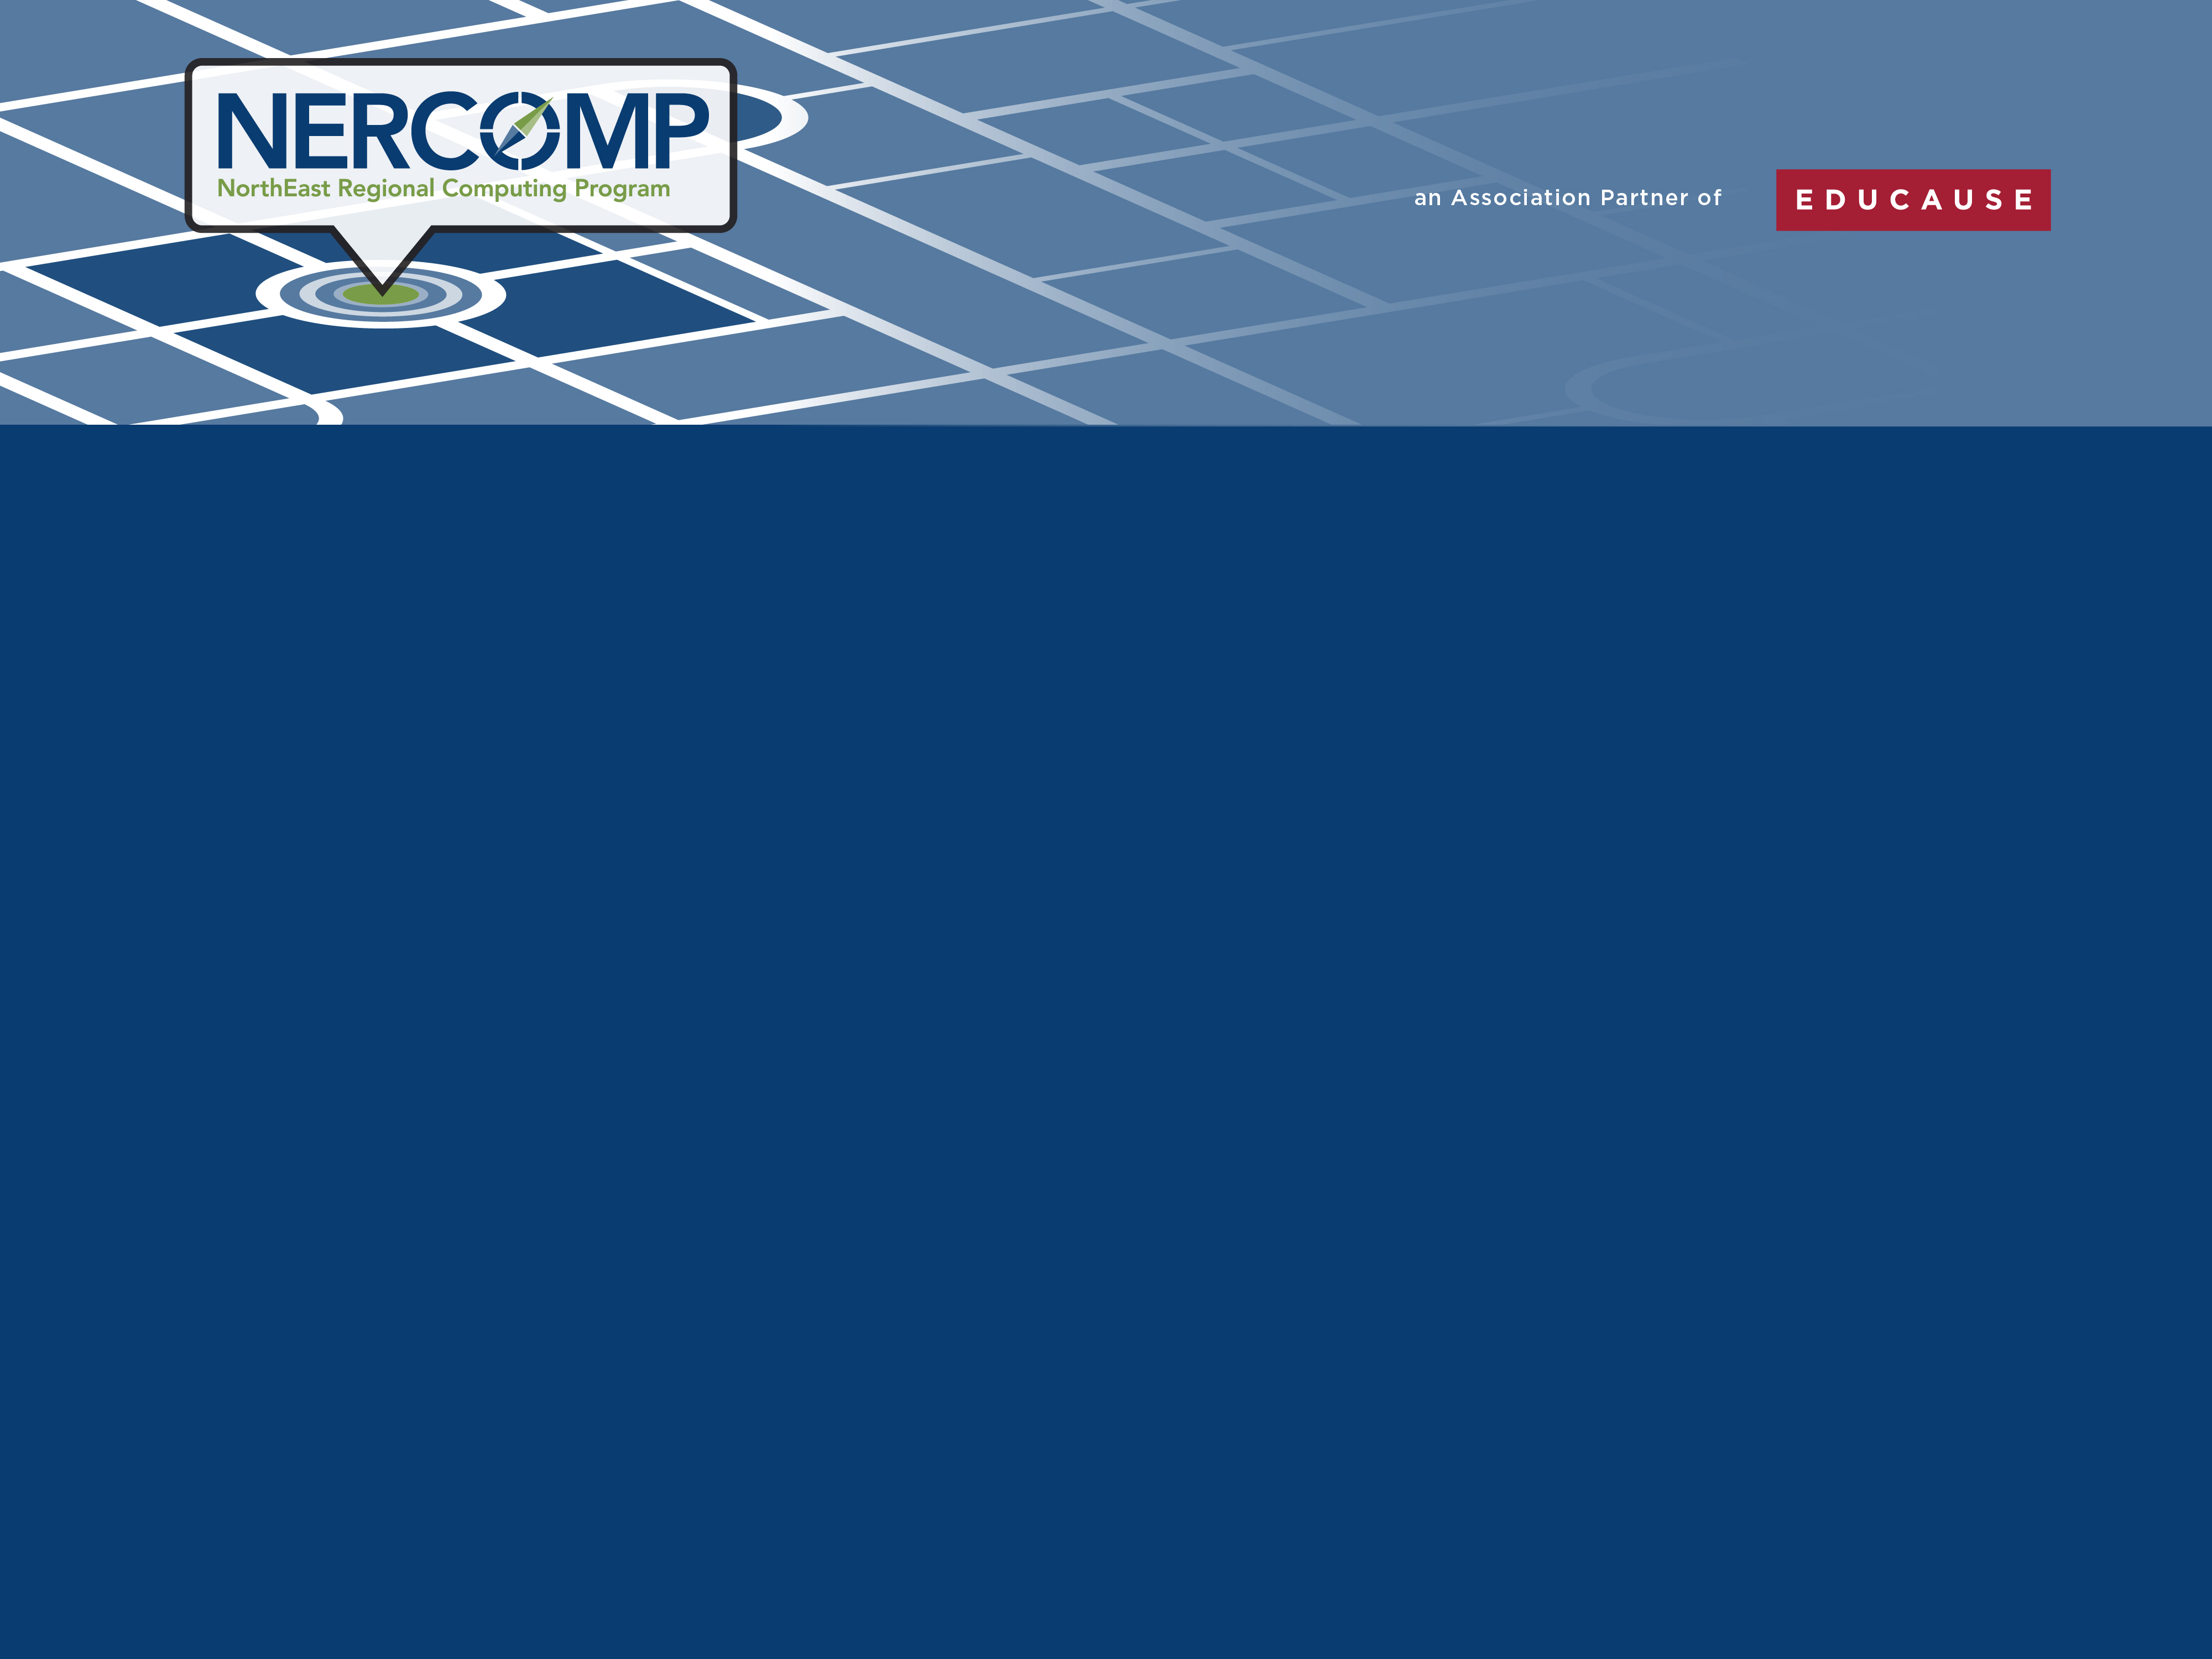 NERCOMP
NorthEast Regional Computing Program
an Association Partner of
EDUCAUSE